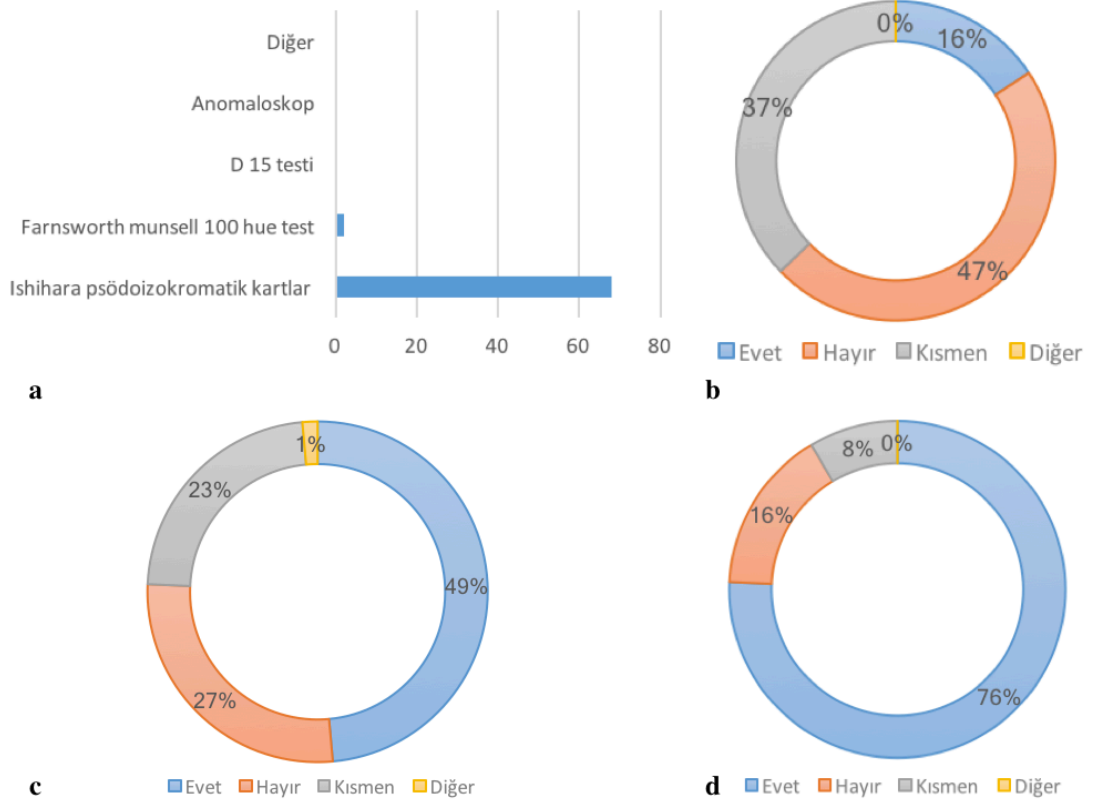 Diğer
Anomaloskop
D 15 testi
Farnsworth munsell 100 hue test
Ishihara psödoizokromatik kartlar
0 20 40 60 80
a
0%
16%
37%
47%
Evet Hayır Kısmen Diğer
b
1%
23%
49%
27%
Evet Hayır Kısmen Diğer
c
8% 0%
16%
76%
Evet Hayır Kısmen Diğer
d